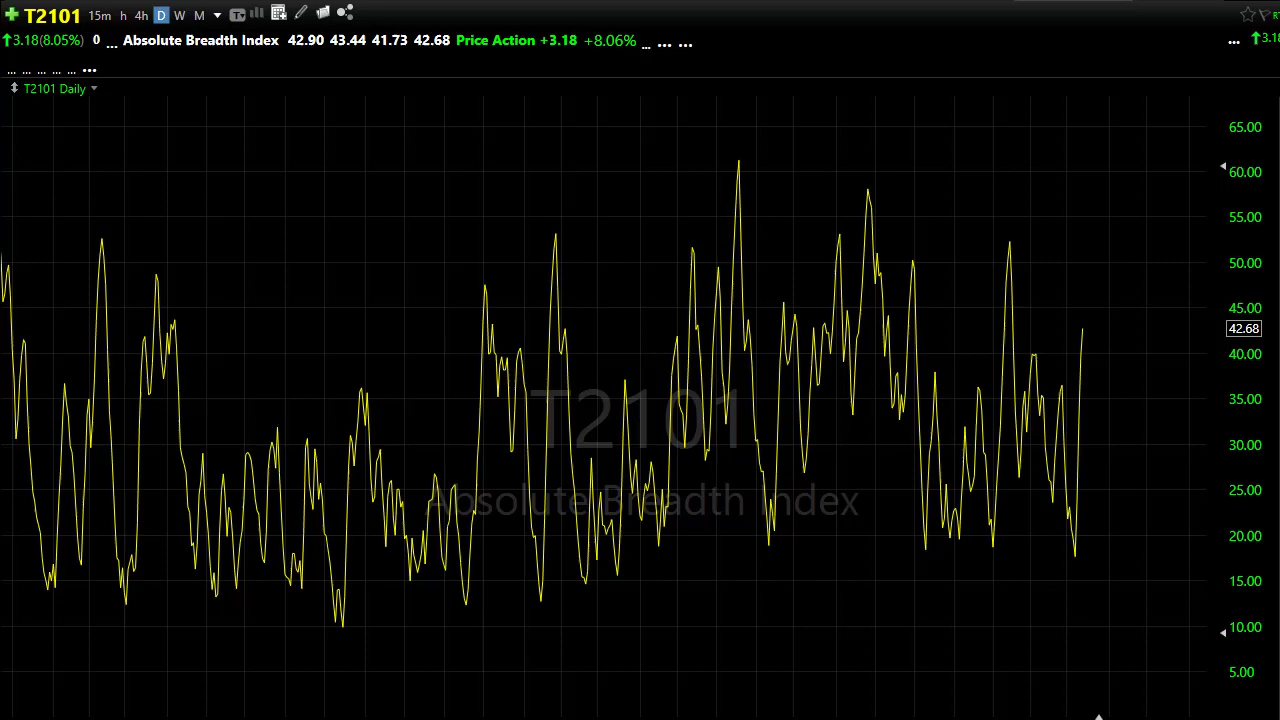 T2101 15m h 4h D W M
3.18(8.05%) 0 ... Absolute Breadth Index 42.90 43.44 41.73 42.68 Price Action +3.18 +8.06% ... ... ... ... 3.18
... ... ... ... ... ...
T2101 Daily
65.00
60.00
55.00
50.00
45.00
42.68
40.00
35.00
T2101
30.00
25.00
Absolute Breadth Index
20.00
15.00
10.00
5.00